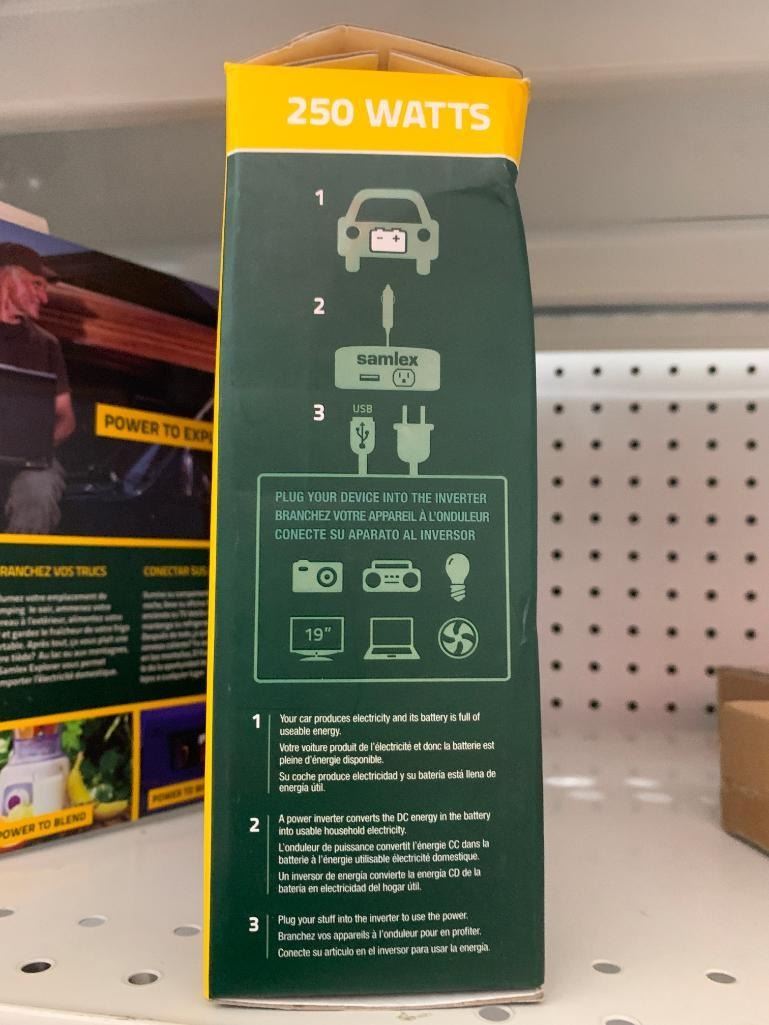 250 WATTS
1
2
samlex
3
USB
PLUG YOUR DEVICE INTO THE INVERTER
BRANCHEZ VOTRE APPAREIL À L'ONDULEUR
CONECTE SU APARATO AL INVERSOR
19"
1
Your car produces electricity and its battery is full of
useable energy.
Votre voiture produit de l'électricité et donc la batterie est
pleine d'énergie disponible.
Su coche produce electricidad y su batería está llena de
energía útil.
2
A power inverter converts the DC energy in the battery
into usable household electricity.
L'onduleur de puissance convertit l'énergie CC dans la
batterie à l'énergie utilisable électricité domestique.
Un inversor de energía convierte la energía CD de la
batería en electricidad del hogar útil.
3
Plug your stuff into the inverter to use the power.
Branchez vos appareils à l'onduleur pour en profiter.
Conecte su artículo en el inversor para usar la energía.
POWER TO EXPL
RANCHEZ VOS TRUCS
CONECTAR SUS
POWER TO BLEND
POWER TO